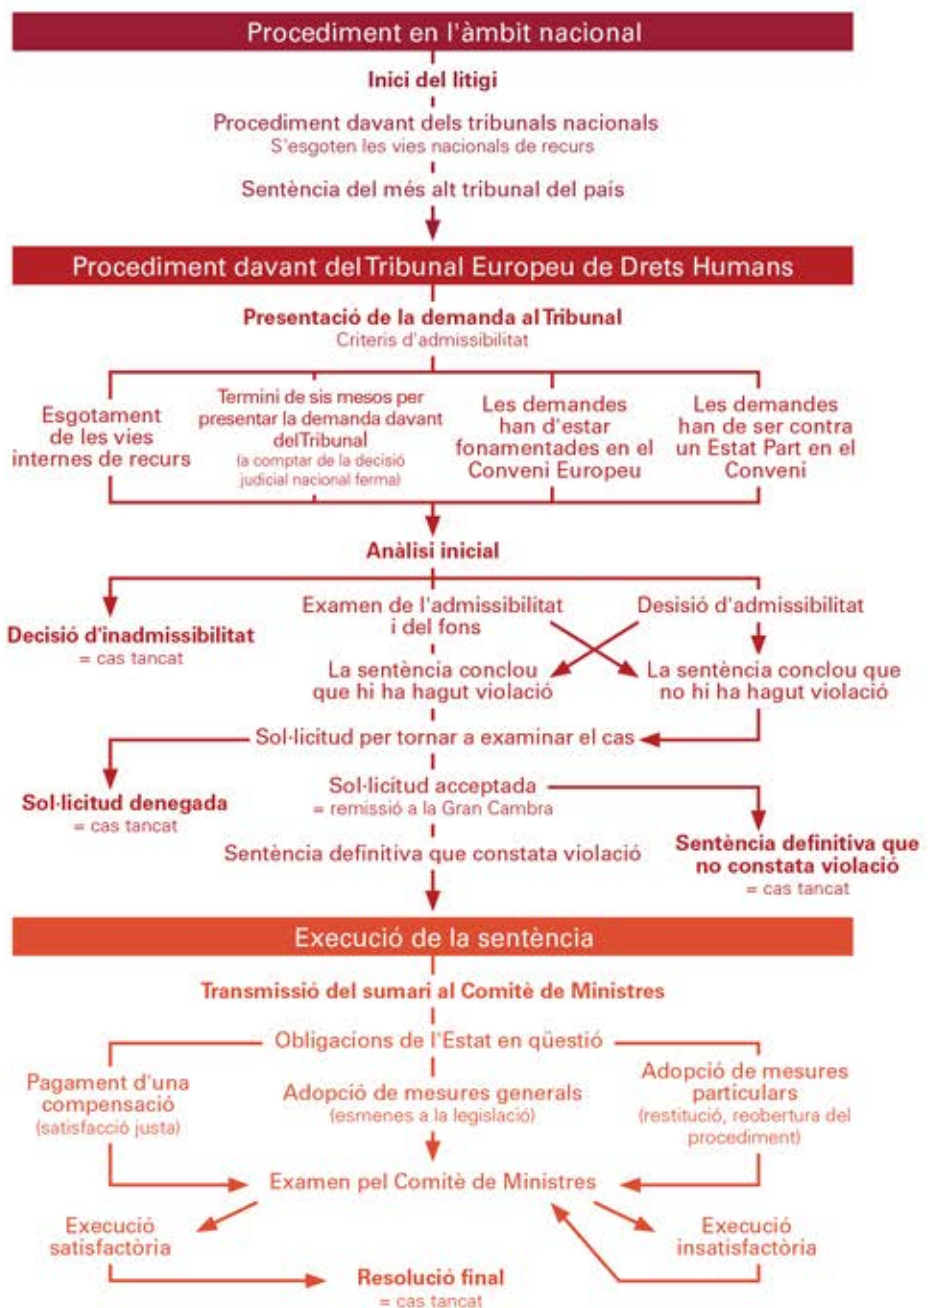 Procediment en l'àmbit nacional
Inici del litigi
Procediment davant dels tribunals nacionals
S'esgoten les vies nacionals de recurs
Sentència del més alt tribunal del país
Procediment davant del Tribunal Europeu de Drets Humans
Presentació de la demanda al Tribunal
Criteris d'admissibilitat
Esgotament
de les vies
internes de recurs
Termini de sis mesos per
presentar la demanda davant
del Tribunal
(a comptar de la decisió
judicial nacional ferma)
Les demandes
han d'estar
fonamentades en el
Conveni Europeu
Les demandes
han de ser contra
un Estat Part en el
Conveni
Anàlisi inicial
Decisió d'inadmissibilitat
= cas tancat
Examen de l'admissibilitat
i del fons
Desisió d'admissibilitat
La sentència conclou
que hi ha hagut violació
La sentència conclou que
no hi ha hagut violació
Sol·licitud per tornar a examinar el cas
Sol·licitud denegada
= cas tancat
Sol·licitud acceptada
= remissió a la Gran Cambra
Sentència definitiva que constata violació
Sentència definitiva que
no constata violació
= cas tancat
Execució de la sentència
Transmissió del sumari al Comitè de Ministres
Obligacions de l'Estat en qüestió
Pagament d'una
compensació
(satisfacció justa)
Adopció de mesures generals
(esmenes a la legislació)
Adopció de mesures
particulars
(restitució, reobertura del
procediment)
Examen pel Comitè de Ministres
Execució
satisfactòria
Execució
insatisfactòria
Resolució final
= cas tancat